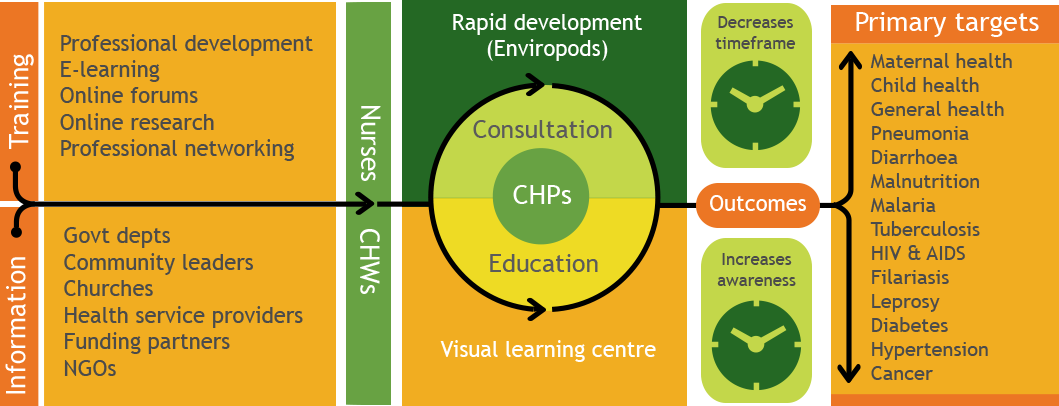 Training
Professional development
E-learning
Online forums
Online research
Professional networking
Information
Govt depts
Community leaders
Churches
Health service providers
Funding partners
NGOs
Nurses
CHWs
Rapid development
(Enviropods)
Consultation
CHPs
Education
Visual learning centre
Decreases
timeframe
Outcomes
Increases
awareness
Primary targets
Maternal health
Child health
General health
Pneumonia
Diarrhoea
Malnutrition
Malaria
Tuberculosis
HIV & AIDS
Filariasis
Leprosy
Diabetes
Hypertension
Cancer